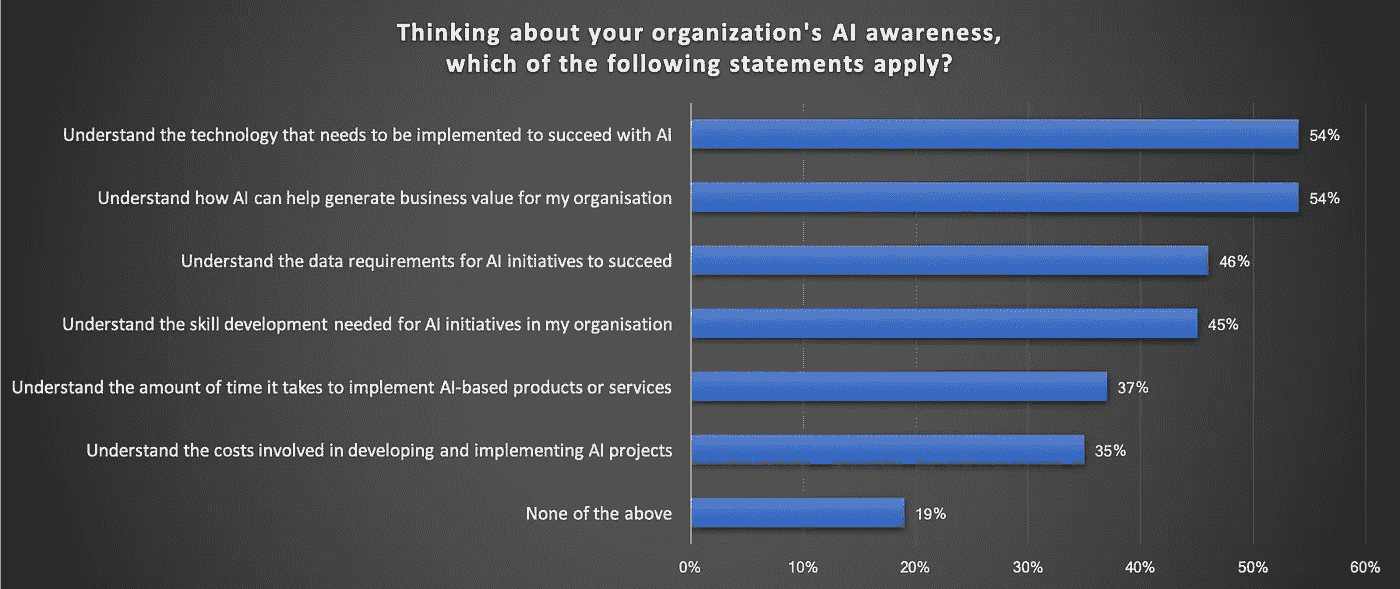 Thinking about your organization's AI awareness,
which of the following statements apply?
Understand the technology that needs to be implemented to succeed with AI
54%
Understand how AI can help generate business value for my organisation
54%
Understand the data requirements for AI initiatives to succeed
46%
Understand the skill development needed for AI initiatives in my organisation
45%
Understand the amount of time it takes to implement AI-based products or services
37%
Understand the costs involved in developing and implementing AI projects
35%
None of the above
19%
0% 10% 20% 30% 40% 50% 60%